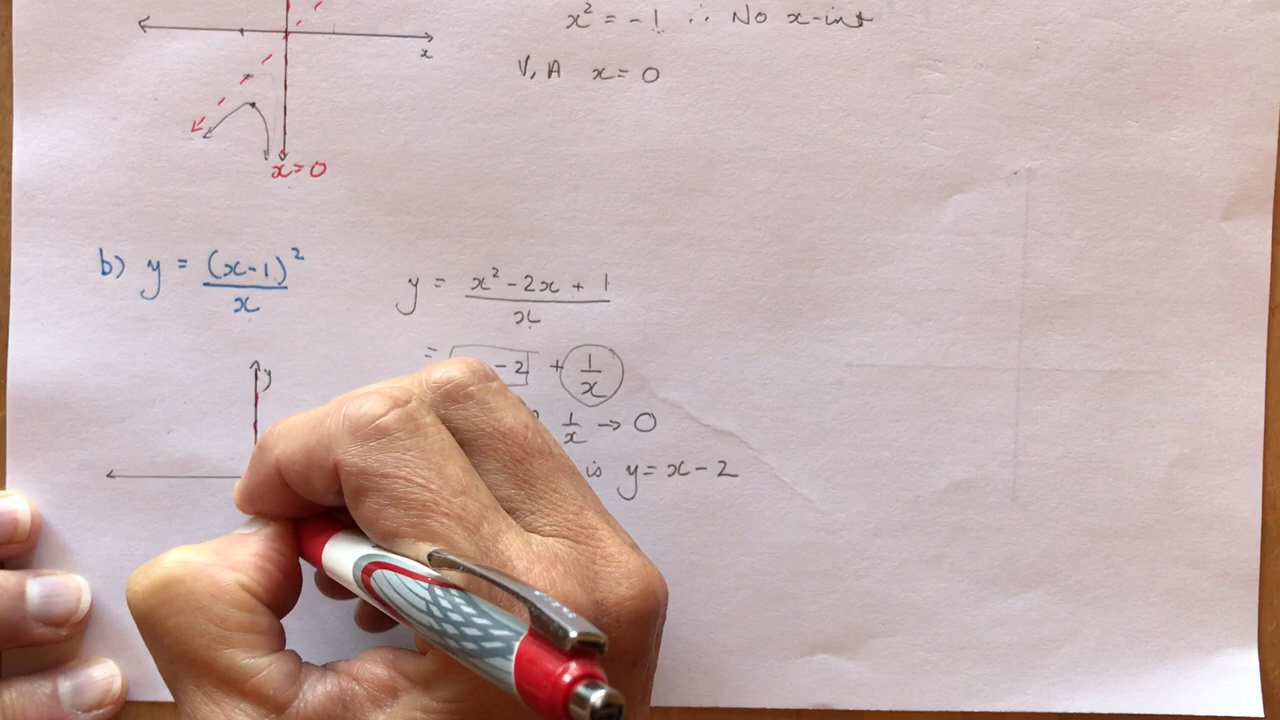 x² = -1 ∴ No x-int
x
V, A x = 0
x = 0
b) y = (x-1)² / x
y = x² - 2x + 1 / x
= - 2 + 1/x
y
1/x → 0
is y = x - 2